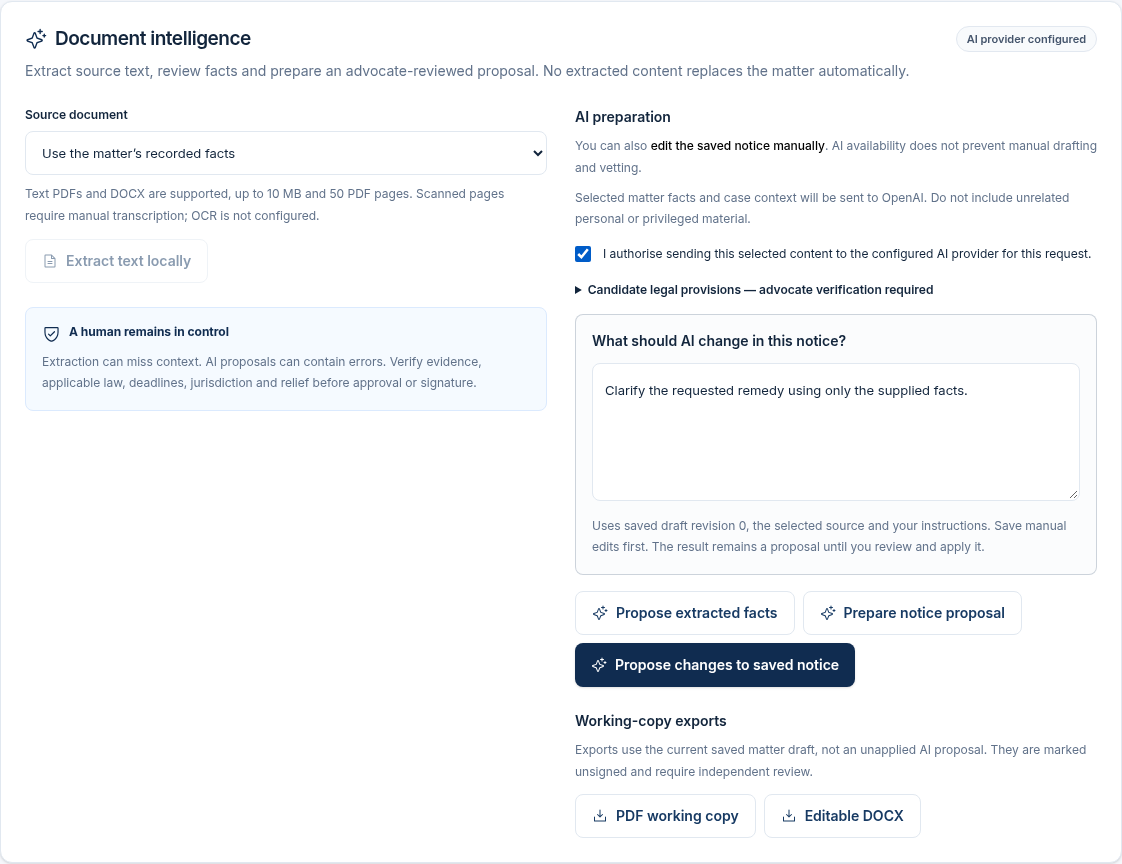 Document intelligence
AI provider configured
Extract source text, review facts and prepare an advocate-reviewed proposal. No extracted content replaces the matter automatically.
Source document
Use the matter’s recorded facts
Text PDFs and DOCX are supported, up to 10 MB and 50 PDF pages. Scanned pages
require manual transcription; OCR is not configured.
Extract text locally
A human remains in control
Extraction can miss context. AI proposals can contain errors. Verify evidence,
applicable law, deadlines, jurisdiction and relief before approval or signature.
AI preparation
You can also edit the saved notice manually. AI availability does not prevent manual drafting
and vetting.
Selected matter facts and case context will be sent to OpenAI. Do not include unrelated
personal or privileged material.
I authorise sending this selected content to the configured AI provider for this request.
Candidate legal provisions — advocate verification required
What should AI change in this notice?
Clarify the requested remedy using only the supplied facts.
Uses saved draft revision 0, the selected source and your instructions. Save manual
edits first. The result remains a proposal until you review and apply it.
Propose extracted facts
Prepare notice proposal
Propose changes to saved notice
Working-copy exports
Exports use the current saved matter draft, not an unapplied AI proposal. They are marked
unsigned and require independent review.
PDF working copy
Editable DOCX